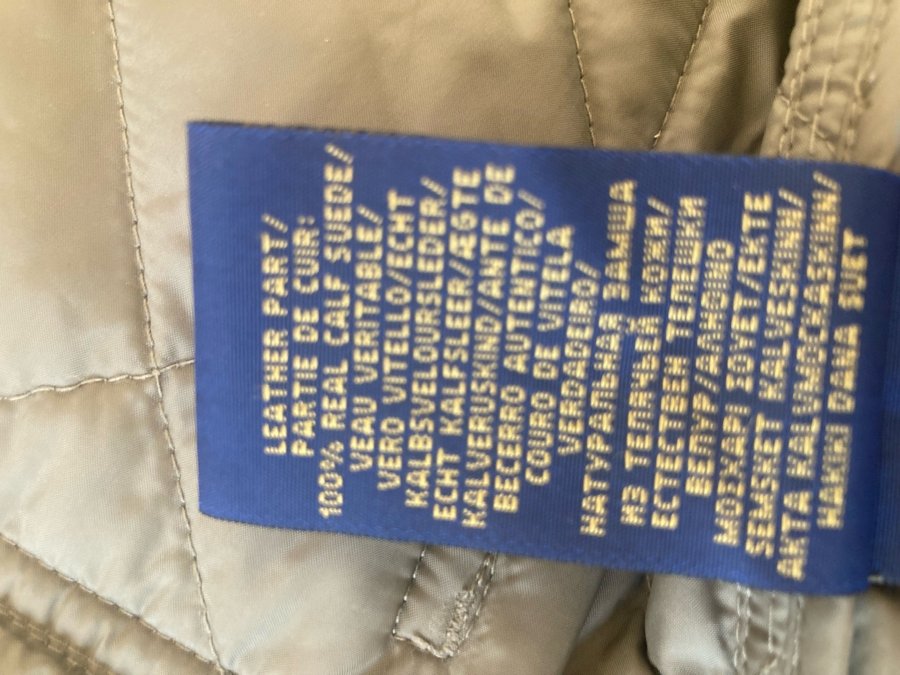 LEATHER PART/
PARTIE DE CUIR:
100% REAL CALF SUEDE/
VEAU VERITABLE/
VERO VITELLO/ECHT
KALBSVELOURSLEDER/
ECHT KALFSLEER/ÆGTE
KALVERUSKIND/ANTE DE
BECERRO AUTENTICO/
COURO DE VITELA
VERDADEIRO/
НАТУРАЛЬНАЯ ЗАМША
ИЗ ТЕЛЯЧЬЕЙ КОЖИ/
ЕСТЕСТВЕН ТЕЛЕШКИ
ВЕЛУР/ΑΛΗΘΙΝΟ
ΜΟΣΧΑΡΙ ΣΟΥΕΤ/EKTE
SEMSKET KALVESKINN/
ÄKTA KALVMOCKASKINN/
HAKIKI DANA SUET